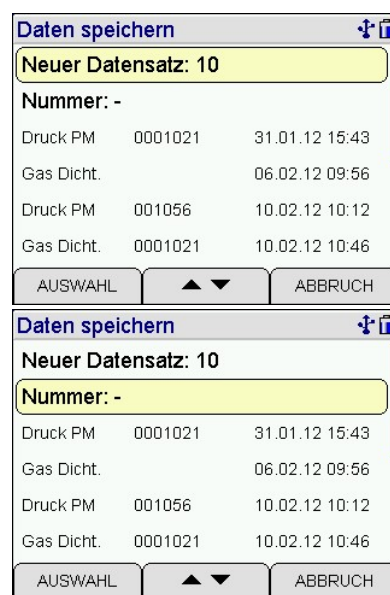 Daten speichern
Neuer Datensatz: 10
Nummer: -
Druck PM 0001021 31.01.12 15:43
Gas Dicht. 06.02.12 09:56
Druck PM 001056 10.02.12 10:12
Gas Dicht. 0001021 10.02.12 10:46
AUSWAHL ▲ ▼ ABBRUCH
Daten speichern
Neuer Datensatz: 10
Nummer: -
Druck PM 0001021 31.01.12 15:43
Gas Dicht. 06.02.12 09:56
Druck PM 001056 10.02.12 10:12
Gas Dicht. 0001021 10.02.12 10:46
AUSWAHL ▲ ▼ ABBRUCH